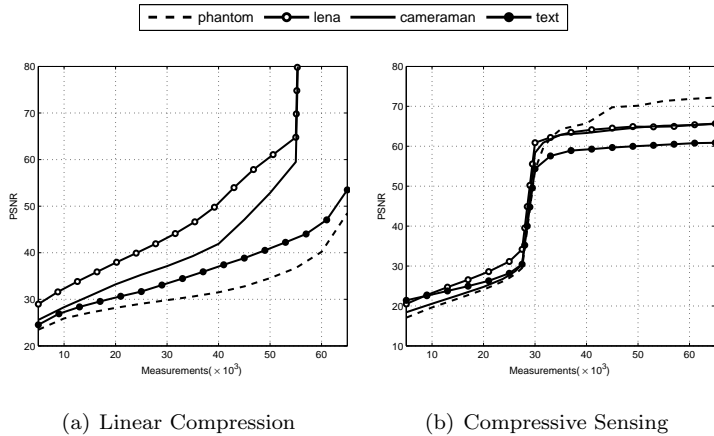 phantom lena cameraman text
80
70
60
50
40
30
20
PSNR
10 20 30 40 50 60
Measurements(×10³)
80
70
60
50
40
30
20
10
PSNR
10 20 30 40 50 60
Measurements(×10³)
(a) Linear Compression
(b) Compressive Sensing